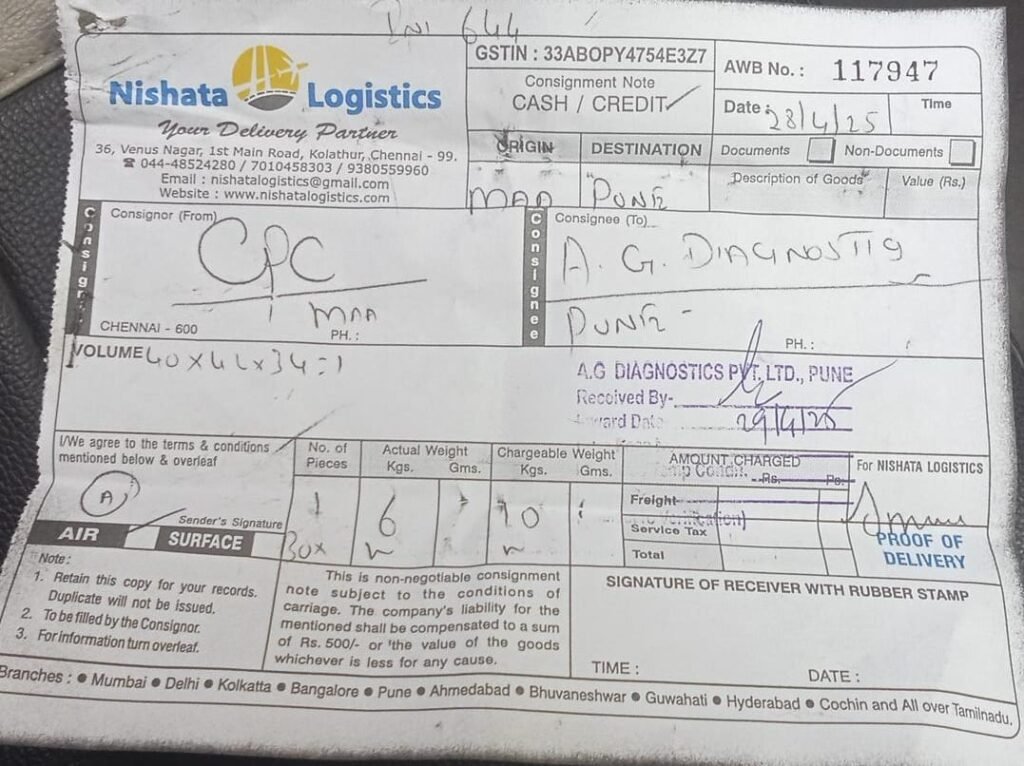 644
Nishata Logistics
Your Delivery Partner
36, Venus Nagar, 1st Main Road, Kolathur, Chennai - 99.
☎ 044-48524280 / 7010458303 / 9380559960
Email : nishatalogistics@gmail.com
Website : www.nishatalogistics.com
GSTIN : 33ABOPY4754E3Z7
Consignment Note
CASH / CREDIT ✓
AWB No. : 117947
Date : 28/4/25
Time
ORIGIN
DESTINATION
MAA
PUNE
Documents
Non-Documents
Description of Goods
Value (Rs.)
Consignor (From)
CPC
MAA
CHENNAI - 600
PH. :
Consignee
Consignee (To)
A. G. DIAGNOSTIS
PUNE -
PH. :
VOLUME 40 x 42 x 34 = 1
A.G DIAGNOSTICS PVT. LTD., PUNE
Received By-
29/4/25
I/We agree to the terms & conditions
mentioned below & overleaf
A
Sender's Signature
AIR
SURFACE
No. of
Pieces
1
Box
Actual Weight
Kgs. Gms.
6
Chargeable Weight
Kgs. Gms.
10
AMOUNT CHARGED
Rs. Ps.
Freight
Service Tax
Total
For NISHATA LOGISTICS
PROOF OF
DELIVERY
Note :
1. Retain this copy for your records.
Duplicate will not be issued.
2. To be filled by the Consignor.
3. For information turn overleaf.
This is non-negotiable consignment
note subject to the conditions of
carriage. The company's liability for the
mentioned shall be compensated to a sum
of Rs. 500/- or 'the value of the goods
whichever is less for any cause.
SIGNATURE OF RECEIVER WITH RUBBER STAMP
TIME :
DATE :
Branches : ● Mumbai ● Delhi ● Kolkatta ● Bangalore ● Pune ● Ahmedabad ● Bhuvaneshwar ● Guwahati ● Hyderabad ● Cochin and All over Tamilnadu.